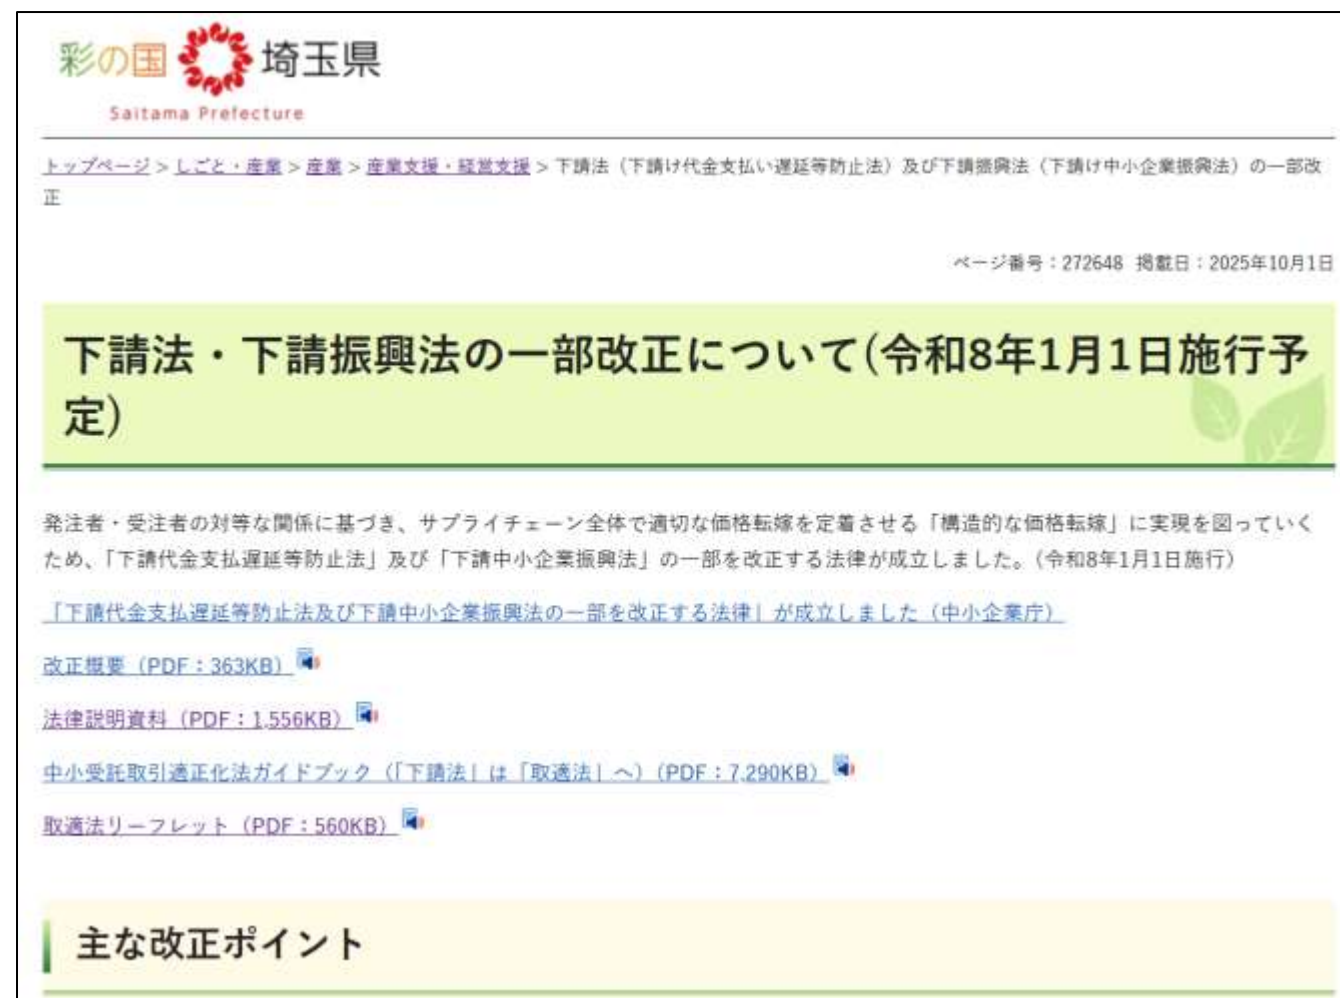 彩の国 埼玉県
Saitama Prefecture
トップページ > しごと・産業 > 産業 > 産業支援・経営支援 > 下請法（下請け代金支払い遅延等防止法）及び下請振興法（下請け中小企業振興法）の一部改
正
ページ番号：272648 掲載日：2025年10月1日
下請法・下請振興法の一部改正について(令和8年1月1日施行予
定)
発注者・受注者の対等な関係に基づき、サプライチェーン全体で適切な価格転嫁を定着させる「構造的な価格転嫁」に実現を図っていく
ため、「下請代金支払遅延等防止法」及び「下請中小企業振興法」の一部を改正する法律が成立しました。（令和8年1月1日施行）
「下請代金支払遅延等防止法及び下請中小企業振興法の一部を改正する法律」が成立しました（中小企業庁）
改正概要（PDF：363KB）
法律説明資料（PDF：1,556KB）
中小受託取引適正化法ガイドブック（「下請法」は「取適法」へ）（PDF：7,290KB）
取適法リーフレット（PDF：560KB）
主な改正ポイント